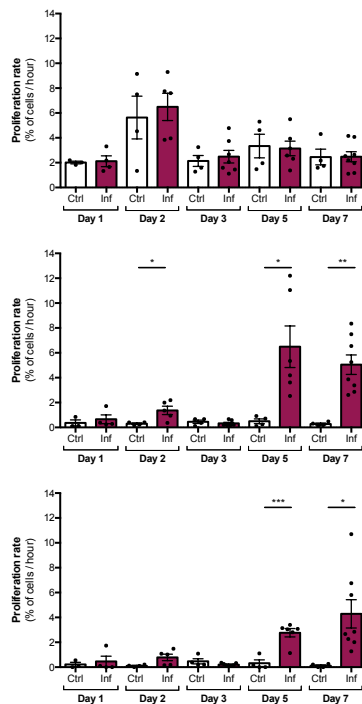 Proliferation rate
(% of cells / hour)
14
12
10
8
6
4
2
0
Ctrl Inf Ctrl Inf Ctrl Inf Ctrl Inf Ctrl Inf
Day 1 Day 2 Day 3 Day 5 Day 7
Proliferation rate
(% of cells / hour)
14
12
10
8
6
4
2
0
* * **
Ctrl Inf Ctrl Inf Ctrl Inf Ctrl Inf Ctrl Inf
Day 1 Day 2 Day 3 Day 5 Day 7
Proliferation rate
(% of cells / hour)
14
12
10
8
6
4
2
0
*** *
Ctrl Inf Ctrl Inf Ctrl Inf Ctrl Inf Ctrl Inf
Day 1 Day 2 Day 3 Day 5 Day 7